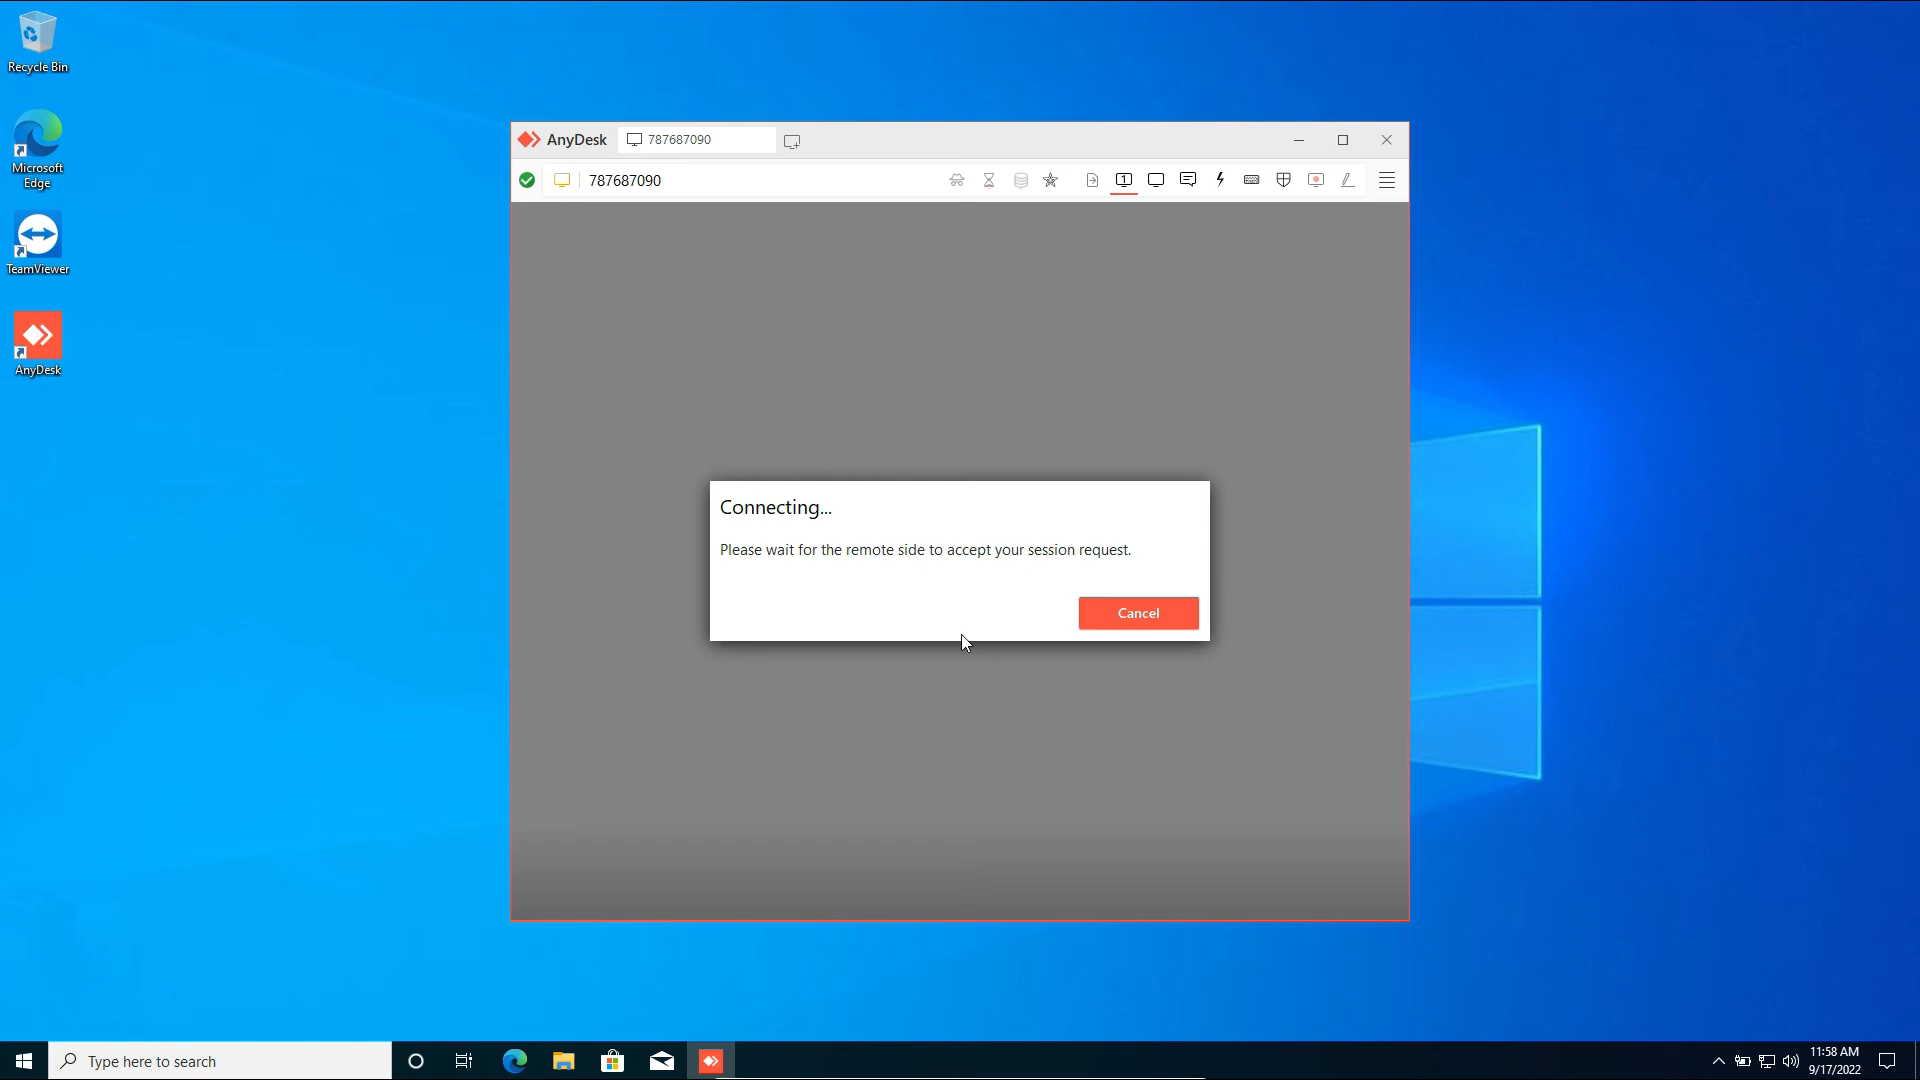 Recycle Bin
Microsoft
Edge
TeamViewer
AnyDesk
AnyDesk
787687090
787687090
1
Connecting...
Please wait for the remote side to accept your session request.
Cancel
Type here to search
11:58 AM
9/17/2022